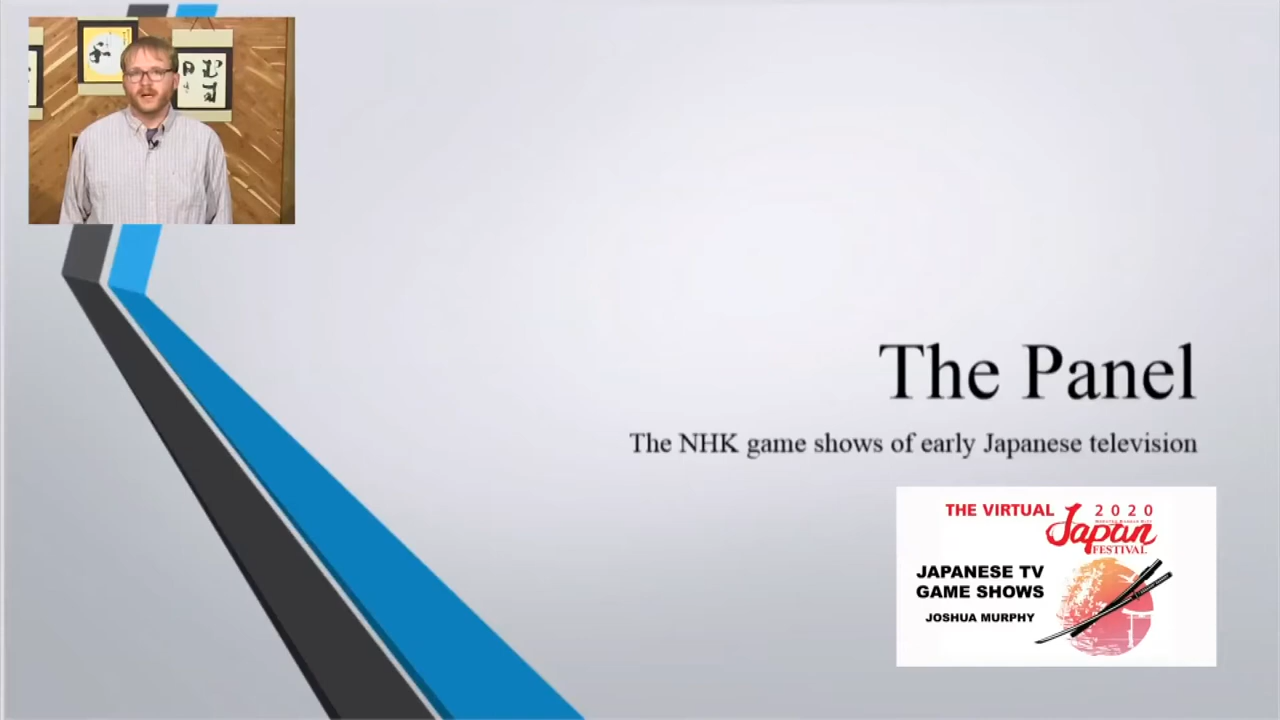 The Panel
The NHK game shows of early Japanese television
THE VIRTUAL
2020
Japan
FESTIVAL
JAPANESE TV
GAME SHOWS
JOSHUA MURPHY